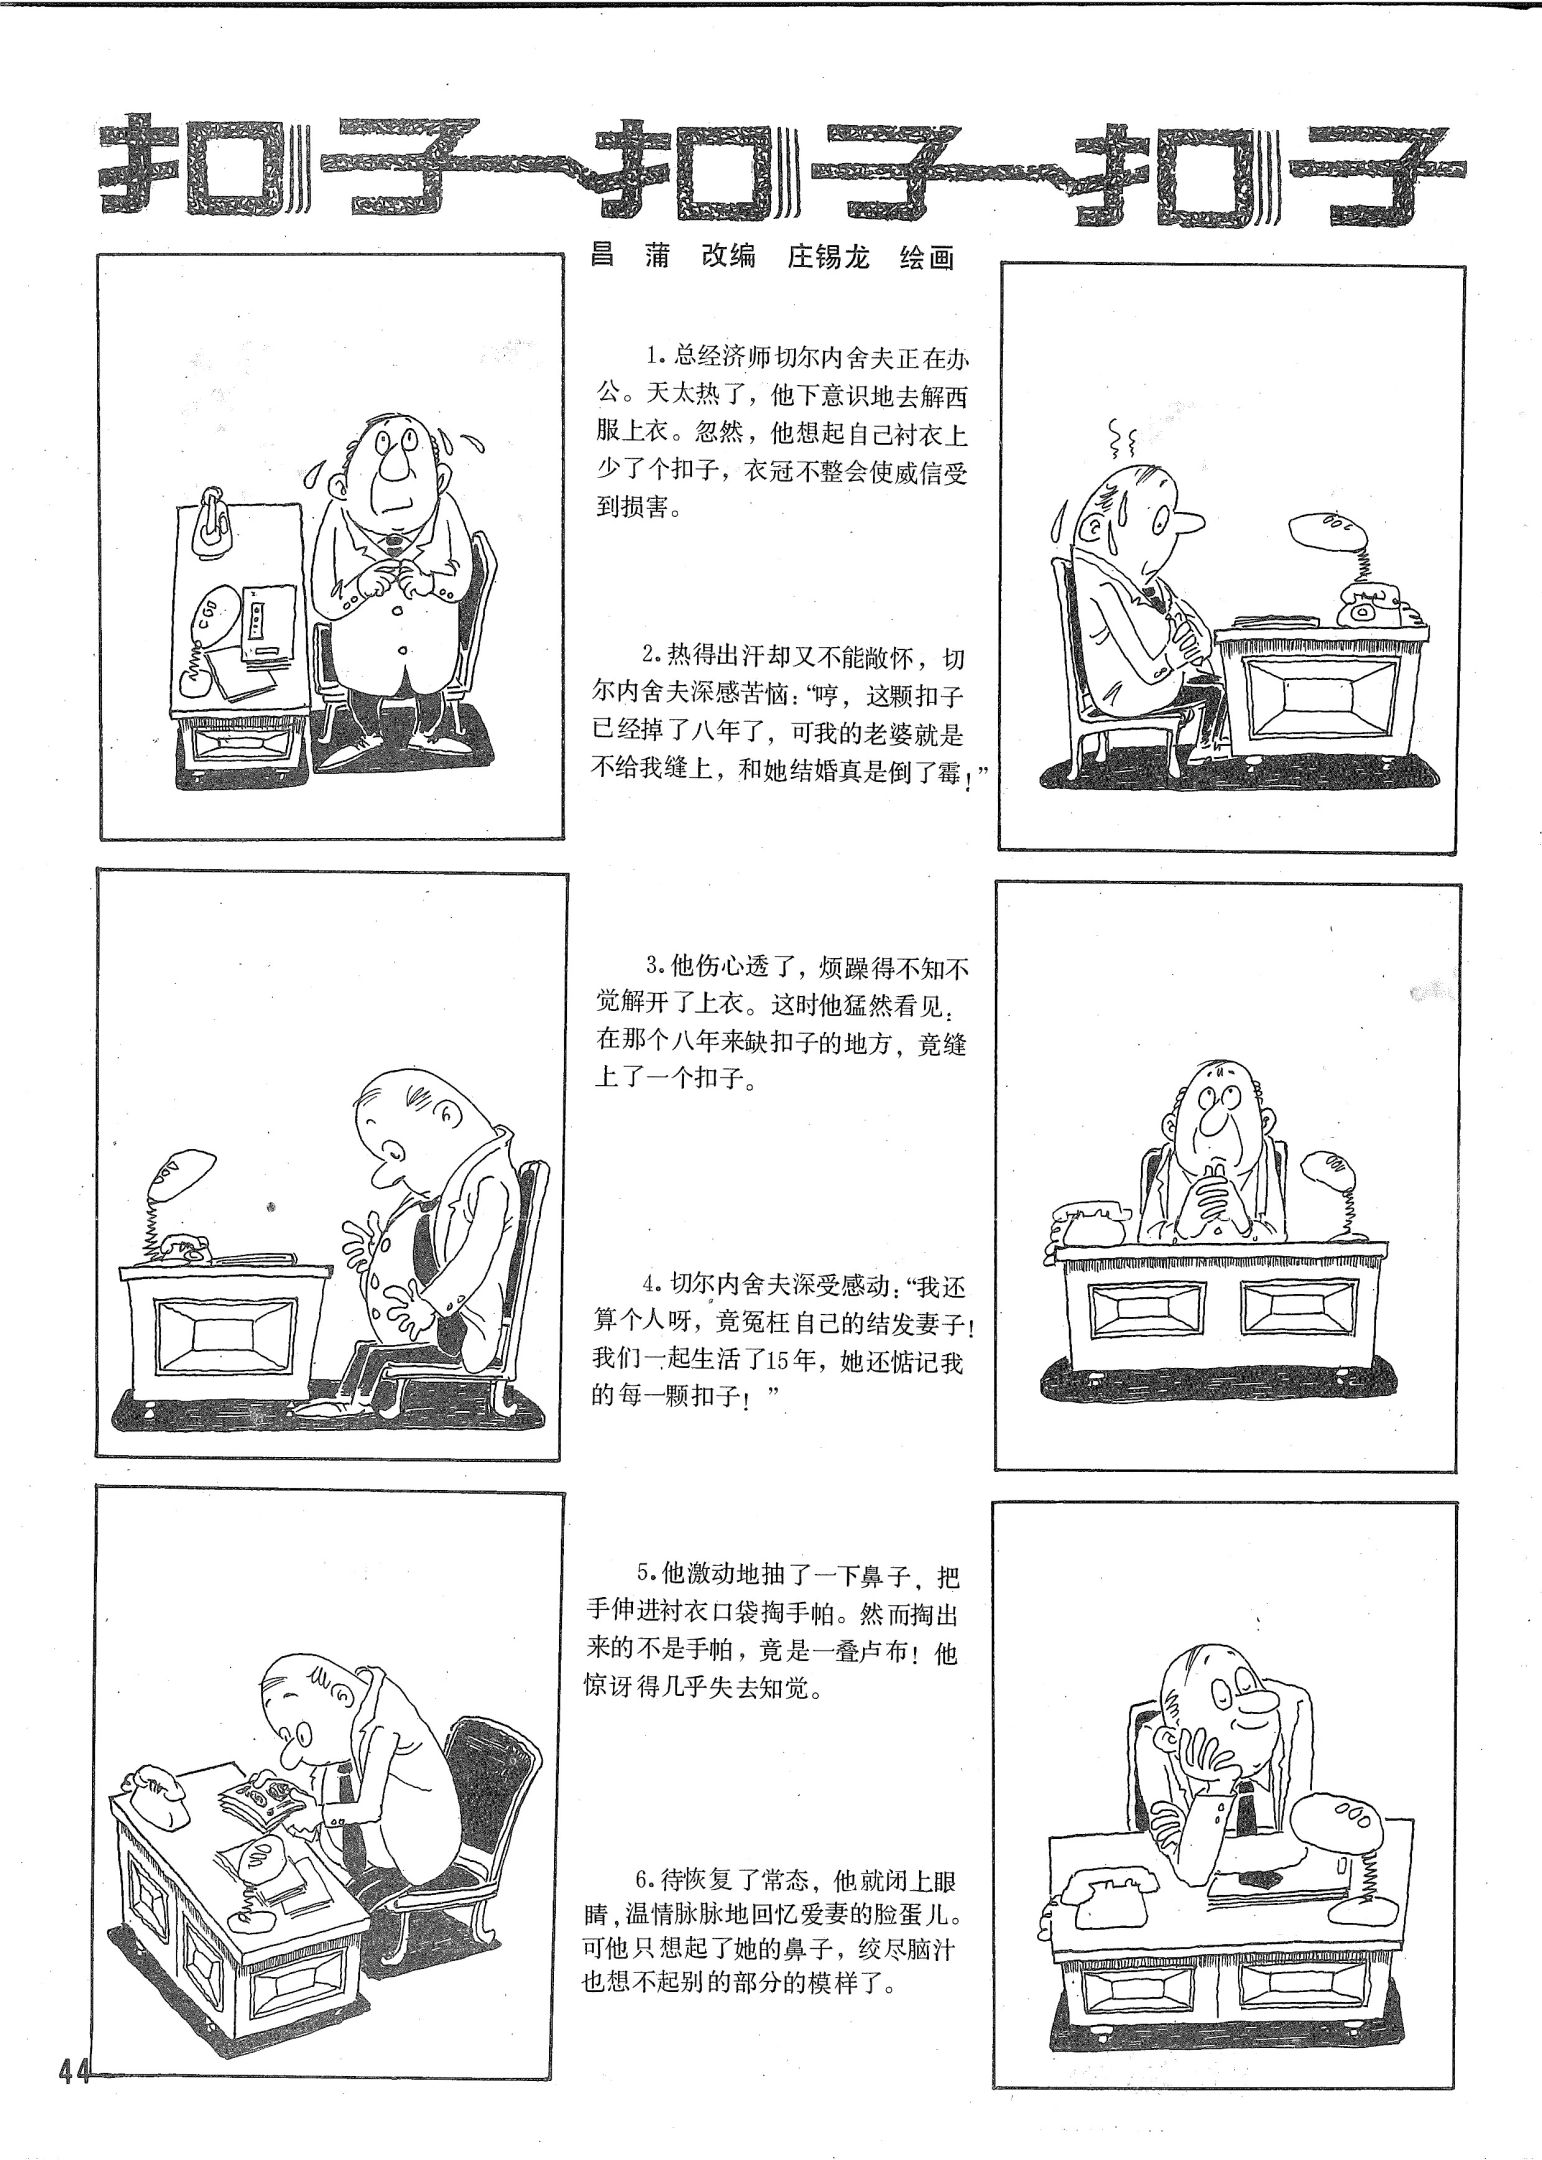 扣子 扣子 扣子
昌 蒲 改编 庄锡龙 绘画
1.总经济师切尔内舍夫正在办
公。天太热了，他下意识地去解西
服上衣。忽然，他想起自己衬衣上
少了个扣子，衣冠不整会使威信受
到损害。
2.热得出汗却又不能敞怀，切
尔内舍夫深感苦恼：“哼，这颗扣子
已经掉了八年了，可我的老婆就是
不给我缝上，和她结婚真是倒了霉！”
3.他伤心透了，烦躁得不知不
觉解开了上衣。这时他猛然看见：
在那个八年来缺扣子的地方，竟缝
上了一个扣子。
4.切尔内舍夫深受感动：“我还
算个人呀，竟冤枉自己的结发妻子！
我们一起生活了15年，她还惦记我
的每一颗扣子！”
5.他激动地抽了一下鼻子，把
手伸进衬衣口袋掏手帕。然而掏出
来的不是手帕，竟是一叠卢布！他
惊讶得几乎失去知觉。
6.待恢复了常态，他就闭上眼
睛，温情脉脉地回忆爱妻的脸蛋儿。
可他只想起了她的鼻子，绞尽脑汁
也想不起别的部分的模样了。
44